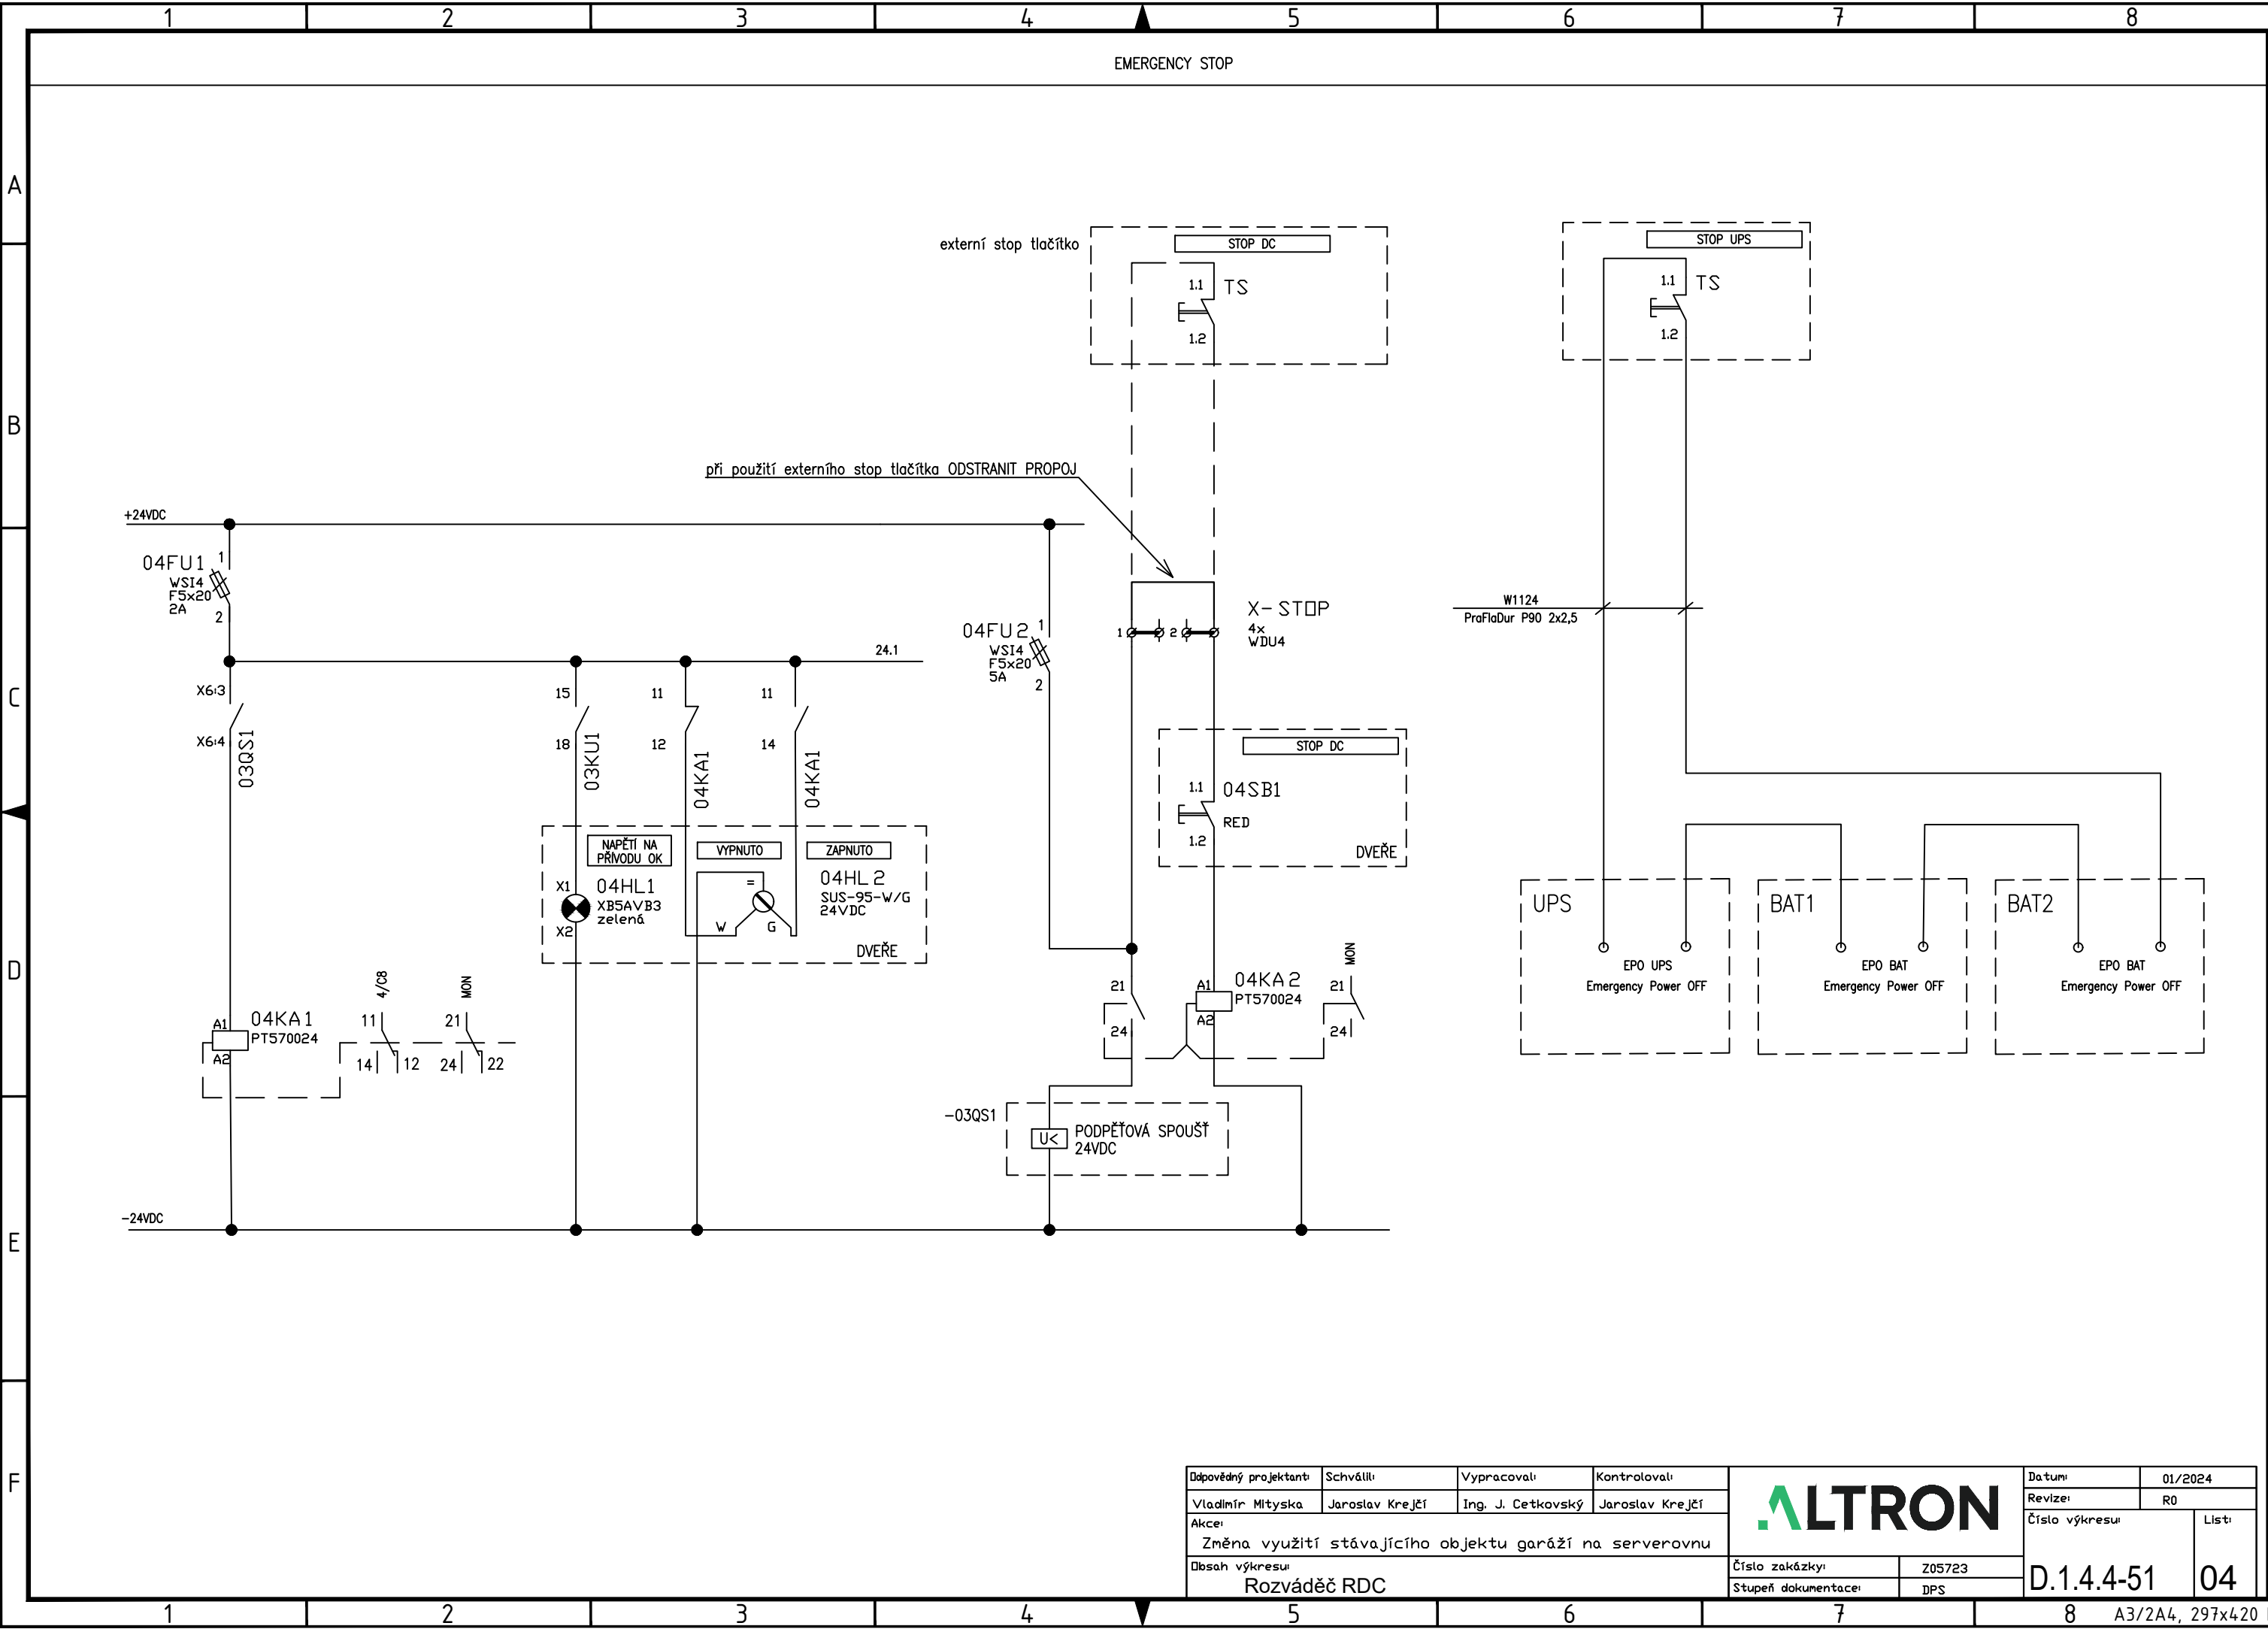 1 2 3 4 5 6 7 8
EMERGENCY STOP
A
B
C
D
E
F
externí stop tlačítko
STOP DC
1.1 TS
1.2
STOP UPS
1.1 TS
1.2
při použití externího stop tlačítka ODSTRANIT PROPOJ
+24VDC
04FU1
1
WSI4
F5x20
2A
2
24.1
X6:3
X6:4
03QS1
15
18
03KU1
11
12
04KA1
11
14
04KA1
04FU2
1
WSI4
F5x20
5A
2
1 2
X-STOP
4x
WDU4
W1124
PraFlaDur P90 2x2,5
STOP DC
1.1 04SB1
RED
1.2
DVEŘE
NAPĚTÍ NA
PŘÍVODU OK
VYPNUTO
ZAPNUTO
X1
04HL1
XB5AVB3
zelená
X2
=
W G
04HL2
SUS-95-W/G
24VDC
DVEŘE
UPS
EPO UPS
Emergency Power OFF
BAT1
EPO BAT
Emergency Power OFF
BAT2
EPO BAT
Emergency Power OFF
A1
04KA1
PT570024
A2
4/C8
11
14 12
MON
21
24 22
21
24
A1
04KA2
PT570024
A2
MON
21
24
-03QS1
U<
PODPĚŤOVÁ SPOUŠŤ
24VDC
-24VDC
Odpovědný projektant: Schválil: Vypracoval: Kontroloval:
Vladimír Mityska Jaroslav Krejčí Ing. J. Cetkovský Jaroslav Krejčí
Akce:
Změna využití stávajícího objektu garáží na serverovnu
Obsah výkresu:
Rozváděč RDC
ALTRON
Číslo zakázky: Z05723
Stupeň dokumentace: DPS
Datum: 01/2024
Revize: R0
Číslo výkresu: List:
D.1.4.4-51 04
1 2 3 4 5 6 7 8
A3/2A4, 297x420